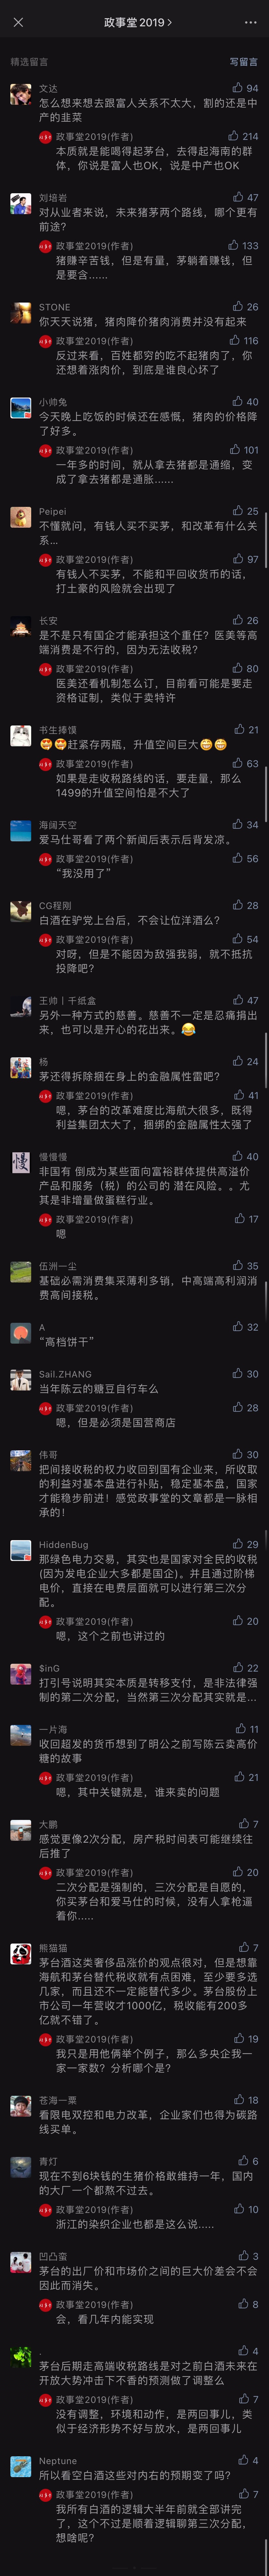 政事堂2019
精选留言
写留言
文达
94
怎么想来想去跟富人关系不太大，割的还是中
产的韭菜
政事堂2019(作者)
214
本质就是能喝得起茅台，去得起海南的群
体，你说是富人也OK，说是中产也OK
刘培岩
47
对从业者来说，未来猪茅两个路线，哪个更有
前途？
政事堂2019(作者)
133
猪赚辛苦钱，但是有量，茅躺着赚钱，但
是要含......
STONE
26
你天天说猪，猪肉降价猪肉消费并没有起来
政事堂2019(作者)
116
反过来看，百姓都穷的吃不起猪肉了，你
还想着涨肉价，到底是谁良心坏了
小帅兔
40
今天晚上吃饭的时候还在感慨，猪肉的价格降
了好多。
政事堂2019(作者)
101
一年多的时间，就从拿去猪都是通缩，变
成了拿去猪都是通胀......
Peipei
25
不懂就问，有钱人买不买茅，和改革有什么关
系...
政事堂2019(作者)
97
有钱人不买茅，不能和平回收货币的话，
打土豪的风险就会出现了
长安
26
是不是只有国企才能承担这个重任？医美等高
端消费是不行的，因为无法收税？
政事堂2019(作者)
80
医美还看机制怎么订，目前看可能是要走
资格证制，类似于卖特许
书生捧馍
21
🤩🤩赶紧存两瓶，升值空间巨大😁😁
政事堂2019(作者)
63
如果是走收税路线的话，要走量，那么
1499的升值空间怕是不大了
海阔天空
34
爱马仕哥看了两个新闻后表示后背发凉。
政事堂2019(作者)
56
“我没用了”
CG程刚
28
白酒在驴党上台后，不会让位洋酒么？
政事堂2019(作者)
54
对呀，但是不能因为敌强我弱，就不抵抗
投降吧？
王帅丨千纸盒
47
另外一种方式的慈善。慈善不一定是忍痛捐出
来，也可以是开心的花出来。😂
杨
24
茅还得拆除捆在身上的金融属性雷吧？
政事堂2019(作者)
41
嗯，茅台的改革难度比海航大很多，既得
利益集团太大了，捆绑的金融属性太强了
慢慢慢
40
非国有 倒成为某些面向富裕群体提供高溢价
产品和服务（税）的公司的 潜在风险。。尤
其是非增量做蛋糕行业。
政事堂2019(作者)
17
嗯
伍洲一尘
35
基础必需消费集采薄利多销，中高端高利润消
费高间接税。
A
32
“高档饼干”
Sail.ZHANG
30
当年陈云的糖豆自行车么
政事堂2019(作者)
28
嗯，但是必须是国营商店
伟哥
30
把间接收税的权力收回到国有企业来，所收取
的利益对基本盘进行补贴，稳定基本盘，国家
才能稳步前进！感觉政事堂的文章都是一脉相
承的！
HiddenBug
29
那绿色电力交易，其实也是国家对全民的收税
(因为发电企业大多都是国企)。并且通过阶梯
电价，直接在电费层面就可以进行第三次分
配。
政事堂2019(作者)
20
嗯，这个之前也讲过的
$inG
22
打引号说明其实本质是转移支付，是非法律强
制的第二次分配，当然第三次分配其实就是...
一片海
11
收回超发的货币想到了明公之前写陈云卖高价
糖的故事
政事堂2019(作者)
21
嗯，其中关键就是，谁来卖的问题
大鹏
7
感觉更像2次分配，房产税时间表可能继续往
后推了
政事堂2019(作者)
20
二次分配是强制的，三次分配是自愿的，
你买茅台和爱马仕的时候，没有人拿枪逼
着你.....
熊猫猫
7
茅台酒这类奢侈品涨价的观点很对，但是想靠
海航和茅台替代税收就有点困难，至少要多选
几家，而且还不一定能替代多少。茅台股份上
市公司一年营收才1000亿，税收能有200多
亿就不错了。
政事堂2019(作者)
19
我只是用他俩举个例子，那么多央企我一
家一家数？分析哪个是？
苍海一粟
18
看限电双控和电力改革，企业家们也得为碳路
线买单。
青灯
6
现在不到6块钱的生猪价格敢维持一年，国内
的大厂一个都熬不过去。
政事堂2019(作者)
10
浙江的染织企业也都是这么说.....
凹凸蛮
3
茅台的出厂价和市场价之间的巨大价差会不会
因此而消失。
政事堂2019(作者)
8
会，看几年内能实现
4
茅台后期走高端收税路线是对之前白酒未来在
开放大势冲击下不香的预测做了调整么
政事堂2019(作者)
7
没有调整，环境和动作，是两回事儿，类
似于经济形势不好与放水，是两回事儿
Neptune
4
所以看空白酒这些对内右的预期变了吗？
政事堂2019(作者)
7
我所有白酒的逻辑大半年前就全部讲完
了，这个不过是顺着逻辑聊第三次分配，
想啥呢？